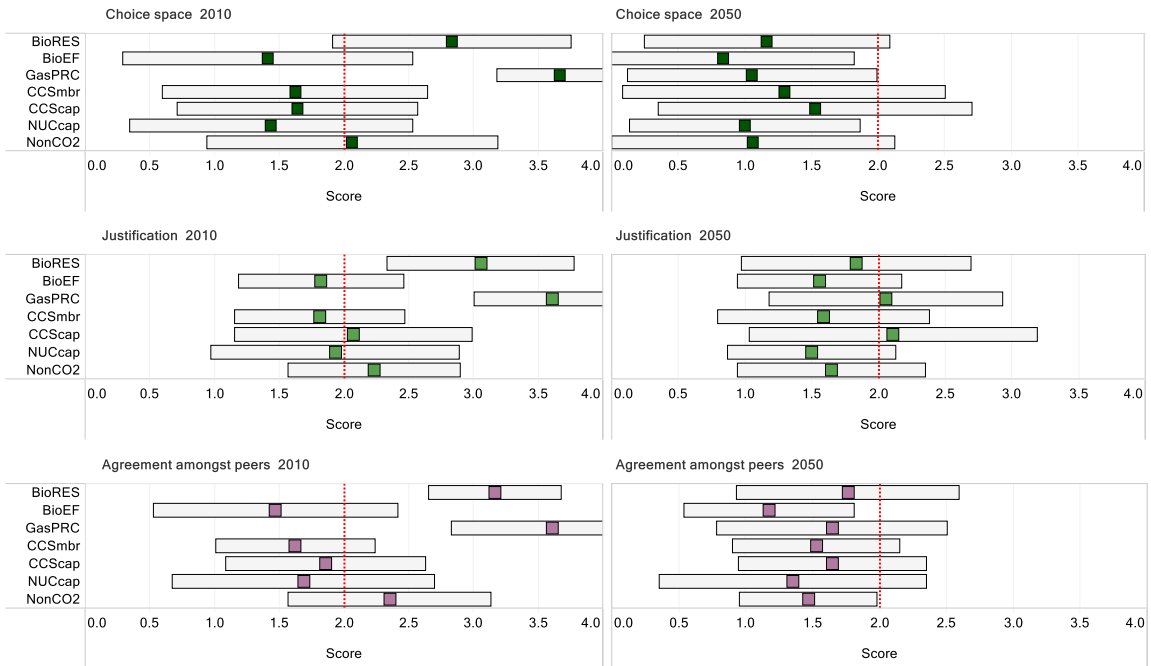 Choice space 2010
Choice space 2050
BioRES
BioEF
GasPRC
CCSmbr
CCScap
NUCcap
NonCO2
0.0 0.5 1.0 1.5 2.0 2.5 3.0 3.5 4.0
0.0 0.5 1.0 1.5 2.0 2.5 3.0 3.5 4.0
Score
Score
Justification 2010
Justification 2050
BioRES
BioEF
GasPRC
CCSmbr
CCScap
NUCcap
NonCO2
0.0 0.5 1.0 1.5 2.0 2.5 3.0 3.5 4.0
0.0 0.5 1.0 1.5 2.0 2.5 3.0 3.5 4.0
Score
Score
Agreement amongst peers 2010
Agreement amongst peers 2050
BioRES
BioEF
GasPRC
CCSmbr
CCScap
NUCcap
NonCO2
0.0 0.5 1.0 1.5 2.0 2.5 3.0 3.5 4.0
0.0 0.5 1.0 1.5 2.0 2.5 3.0 3.5 4.0
Score
Score